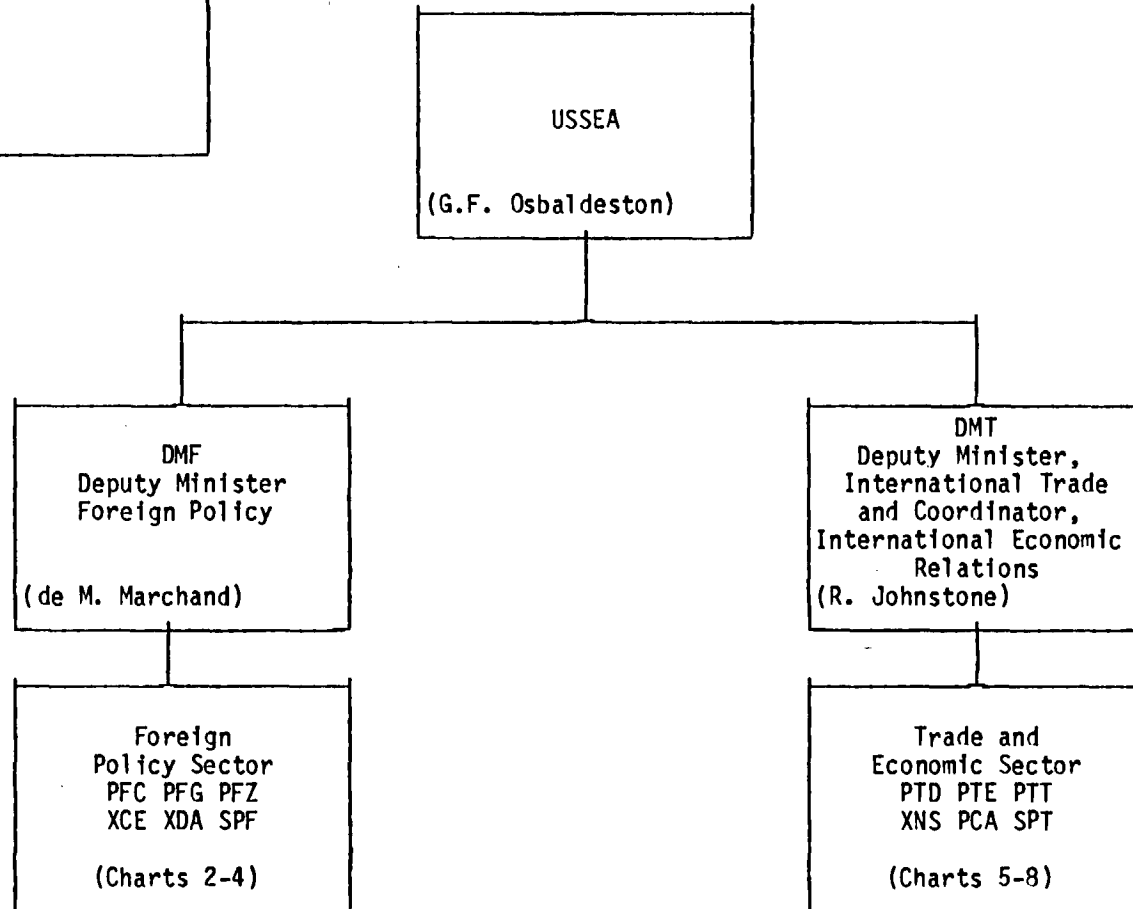 USSEA
(G.F. Osbaldeston)
DMF
Deputy Minister
Foreign Policy
(de M. Marchand)
DMT
Deputy Minister,
International Trade
and Coordinator,
International Economic
Relations
(R. Johnstone)
Foreign
Policy Sector
PFC PFG PFZ
XCE XDA SPF
(Charts 2-4)
Trade and
Economic Sector
PTD PTE PTT
XNS PCA SPT
(Charts 5-8)